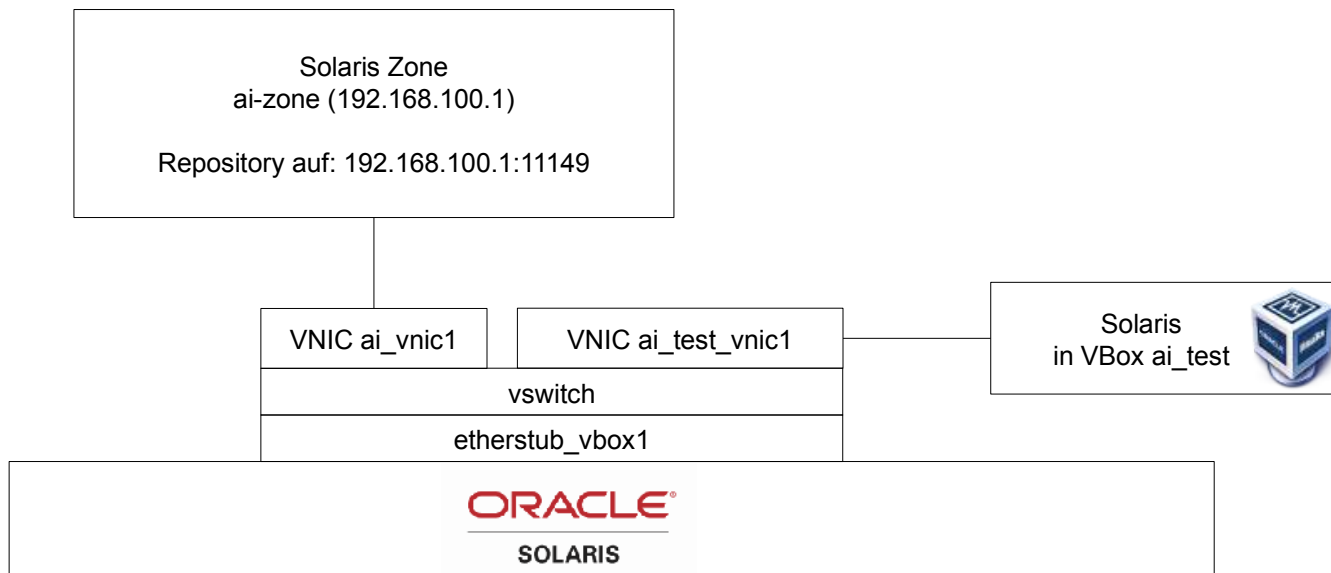 Solaris Zone
ai-zone (192.168.100.1)
Repository auf: 192.168.100.1:11149
VNIC ai_vnic1
VNIC ai_test_vnic1
Solaris
in VBox ai_test
vswitch
etherstub_vbox1
ORACLE®
SOLARIS